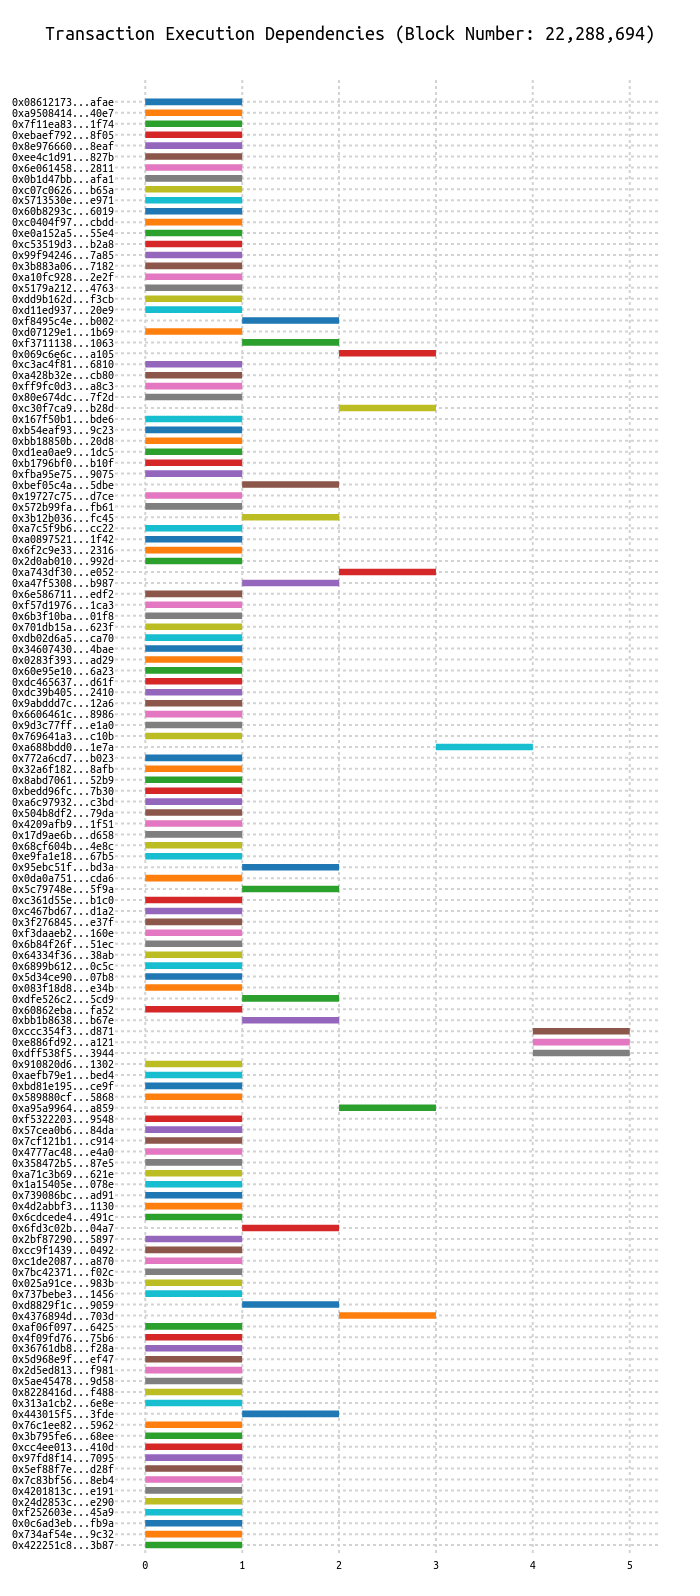 Transaction Execution Dependencies (Block Number: 22,288,694)
0x08612173...afae
0xa9508414...40e7
0x7f11ea83...1f74
0xebaef792...8f05
0x8e976660...8eaf
0xee4c1d91...827b
0x6e061458...2811
0x0b1d47bb...afa1
0xc07c0626...b65a
0x5713530e...e971
0x60b8293c...6019
0xc0404f97...cbdd
0xe0a152a5...55e4
0xc53519d3...b2a8
0x99f94246...7a85
0x3b883a06...7182
0xa10fc928...2e2f
0x5179a212...4763
0xdd9b162d...f3cb
0xd11ed937...20e9
0xf8495c4e...b002
0xd07129e1...1b69
0xf3711138...1063
0x069c6e6c...a105
0xc3ac4f81...6810
0xa428b32e...cb80
0xff9fc0d3...a8c3
0x80e674dc...7f2d
0xc30f7ca9...b28d
0x167f50b1...bde6
0xb54eaf93...9c23
0xbb18850b...20d8
0xd1ea0ae9...1dc5
0xb1796bf0...b10f
0xfba95e75...9075
0xbef05c4a...5dbe
0x19727c75...d7ce
0x572b99fa...fb61
0x3b12b036...fc45
0xa7c5f9b6...cc22
0xa0897521...1f42
0x6f2c9e33...2316
0x2d0ab010...992d
0xa743df30...e052
0xa47f5308...b987
0x6e586711...edf2
0xf57d1976...1ca3
0x6b3f10ba...01f8
0x701db15a...623f
0xdb02d6a5...ca70
0x34607430...4bae
0x0283f393...ad29
0x60e95e10...6a23
0xdc465637...d61f
0xdc39b405...2410
0x9abddd7c...12a6
0x6606461c...8986
0x9d3c77ff...e1a0
0x769641a3...c10b
0xa688bdd0...1e7a
0x772a6cd7...b023
0x32a6f182...8afb
0x8abd7061...52b9
0xbedd96fc...7b30
0xa6c97932...c3bd
0x504b8df2...79da
0x4209afb9...1f51
0x17d9ae6b...d658
0x68cf604b...4e8c
0xe9fa1e18...67b5
0x95ebc51f...bd3a
0x0da0a751...cda6
0x5c79748e...5f9a
0xc361d55e...b1c0
0xc467bd67...d1a2
0x3f276845...e37f
0xf3daaeb2...160e
0x6b84f26f...51ec
0x64334f36...38ab
0x6899b612...0c5c
0x5d34ce90...07b8
0x083f18d8...e34b
0xdfe526c2...5cd9
0x60862eba...fa52
0xbb1b8638...b67e
0xccc354f3...d871
0xe886fd92...a121
0xdff538f5...3944
0x910820d6...1302
0xaefb79e1...bed4
0xbd81e195...ce9f
0x589880cf...5868
0xa95a9964...a859
0xf5322203...9548
0x57cea0b6...84da
0x7cf121b1...c914
0x4777ac48...e4a0
0x358472b5...87e5
0xa71c3b69...621e
0x1a15405e...078e
0x739086bc...ad91
0x4d2abbf3...1130
0x6cdcede4...491c
0x6fd3c02b...04a7
0x2bf87290...5897
0xcc9f1439...0492
0xc1de2087...a870
0x7bc42371...f02c
0x025a91ce...983b
0x737bebe3...1456
0xd8829f1c...9059
0x4376894d...703d
0xaf06f097...6425
0x4f09fd76...75b6
0x36761db8...f28a
0x5d968e9f...ef47
0x2d5ed813...f981
0x5ae45478...9d58
0x8228416d...f488
0x313a1cb2...6e8e
0x443015f5...3fde
0x76c1ee82...5962
0x3b795fe6...68ee
0xcc4ee013...410d
0x97fd8f14...7095
0x5ef88f7e...d28f
0x7c83bf56...8eb4
0x4201813c...e191
0x24d2853c...e290
0xf252603e...45a9
0x0c6ad3eb...fb9a
0x734af54e...9c32
0x422251c8...3b87
0 1 2 3 4 5